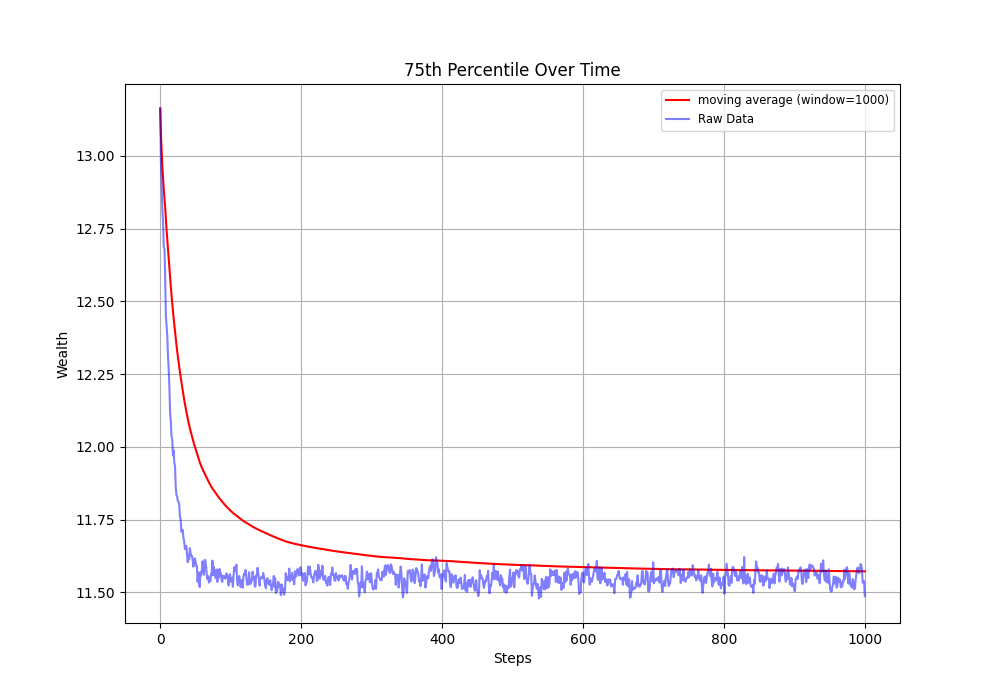 75th Percentile Over Time
moving average (window=1000)
Raw Data
Wealth
13.00
12.75
12.50
12.25
12.00
11.75
11.50
0 200 400 600 800 1000
Steps